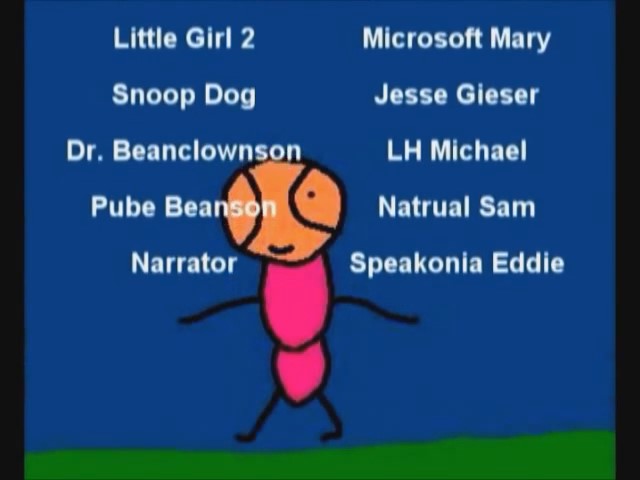 Little Girl 2 Microsoft Mary
Snoop Dog Jesse Gieser
Dr. Beanclownson LH Michael
Pube Beanson Natrual Sam
Narrator Speakonia Eddie